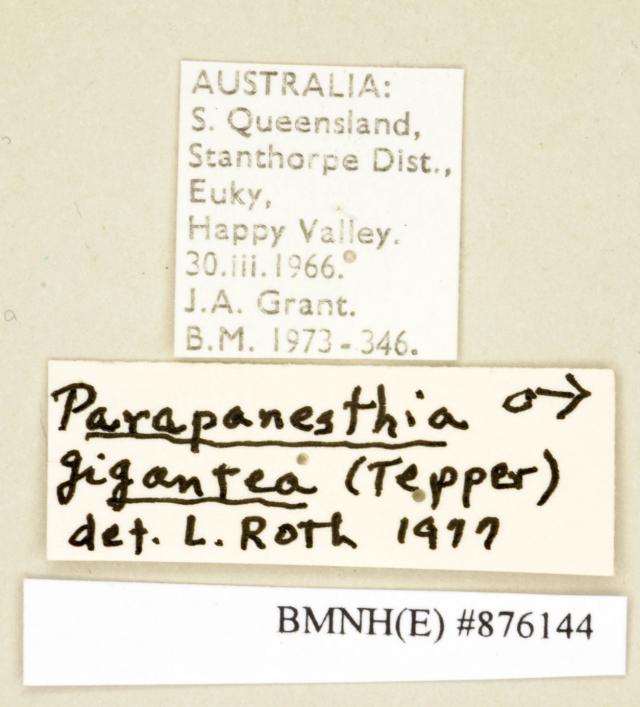 AUSTRALIA:
S. Queensland,
Stanthorpe Dist.,
Euky,
Happy Valley.
30.iii.1966.
J.A. Grant.
B.M. 1973-346.
Parapanesthia ♂
gigantea (Tepper)
det. L. Roth 1977
BMNH(E) #876144